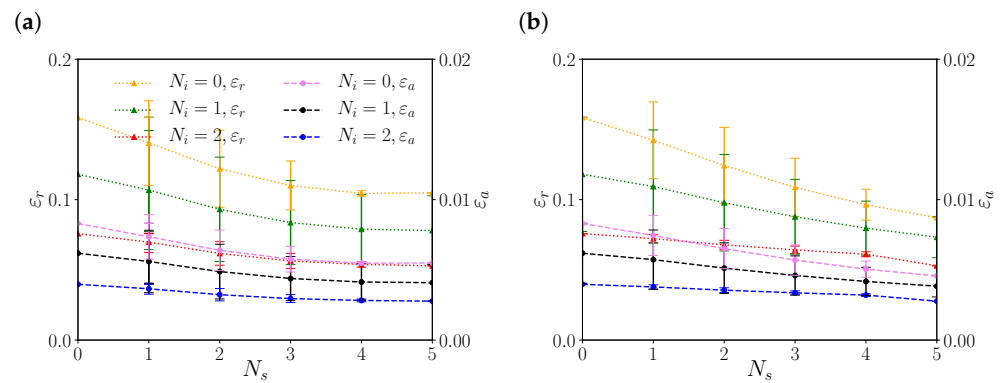 (a)
(b)
0.2
0.02
0.2
0.02
N_i = 0, ε_r
N_i = 0, ε_a
N_i = 1, ε_r
N_i = 1, ε_a
N_i = 2, ε_r
N_i = 2, ε_a
ε_r
0.1
0.01
ε_a
ε_r
0.1
0.01
ε_a
0.0
0.00
0.0
0.00
0 1 2 3 4 5
0 1 2 3 4 5
N_s
N_s